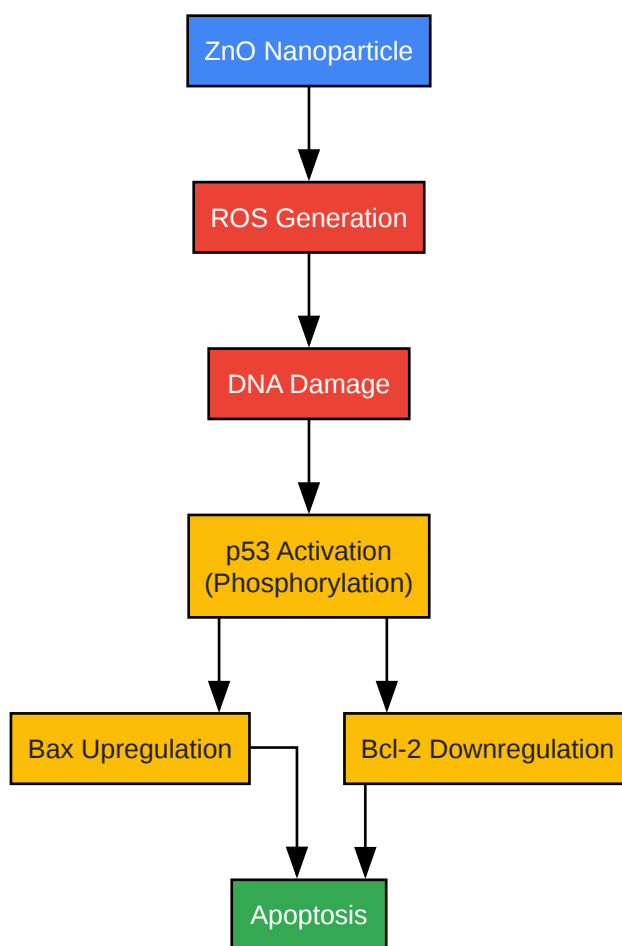 ZnO Nanoparticle
ROS Generation
DNA Damage
p53 Activation
(Phosphorylation)
Bax Upregulation
Bcl-2 Downregulation
Apoptosis